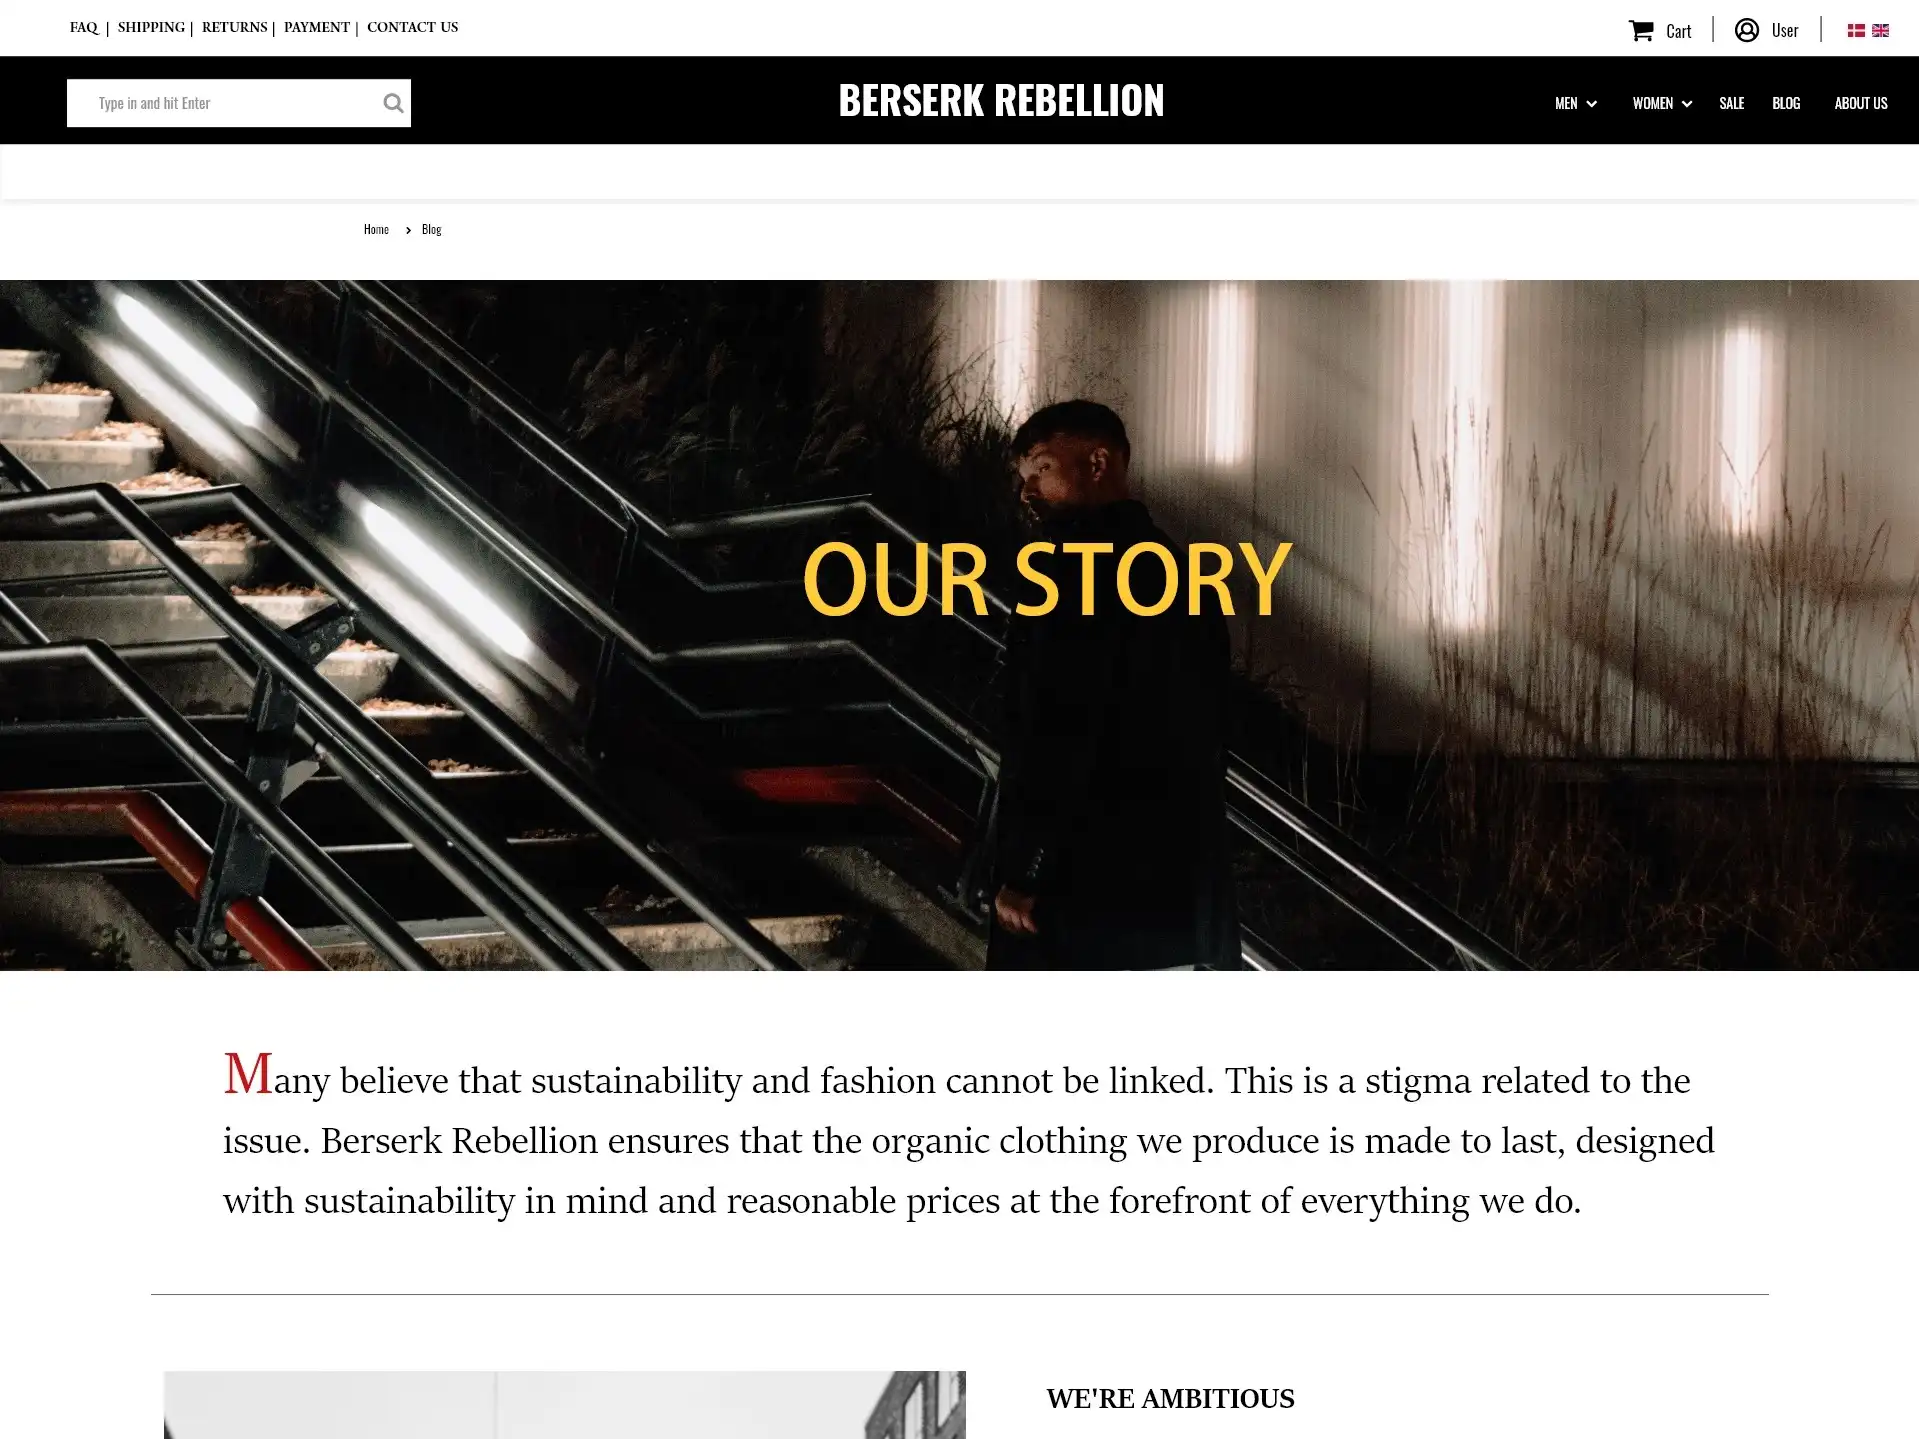 FAQ | SHIPPING | RETURNS | PAYMENT | CONTACT US
Cart | User |
Type in and hit Enter
BERSERK REBELLION
MEN WOMEN SALE BLOG ABOUT US
Home > Blog
OUR STORY
Many believe that sustainability and fashion cannot be linked. This is a stigma related to the
issue. Berserk Rebellion ensures that the organic clothing we produce is made to last, designed
with sustainability in mind and reasonable prices at the forefront of everything we do.
WE'RE AMBITIOUS